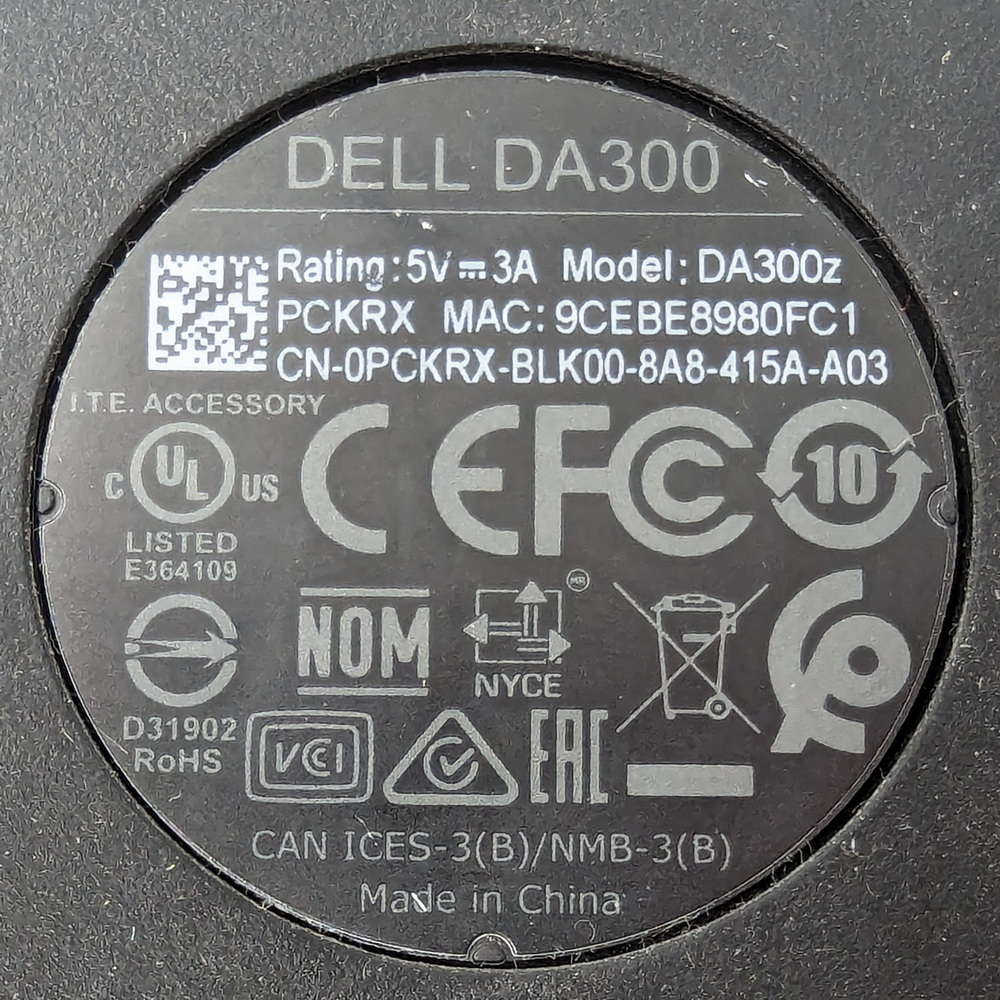 DELL DA300
Rating: 5V⎓3A Model: DA300z
PCKRX MAC: 9CEBE8980FC1
CN-0PCKRX-BLK00-8A8-415A-A03
I.T.E. ACCESSORY
C UL US
LISTED
E364109
CE FC 10
D31902
RoHS
NOM
NYCE
VCI
EAC
CAN ICES-3(B)/NMB-3(B)
Made in China